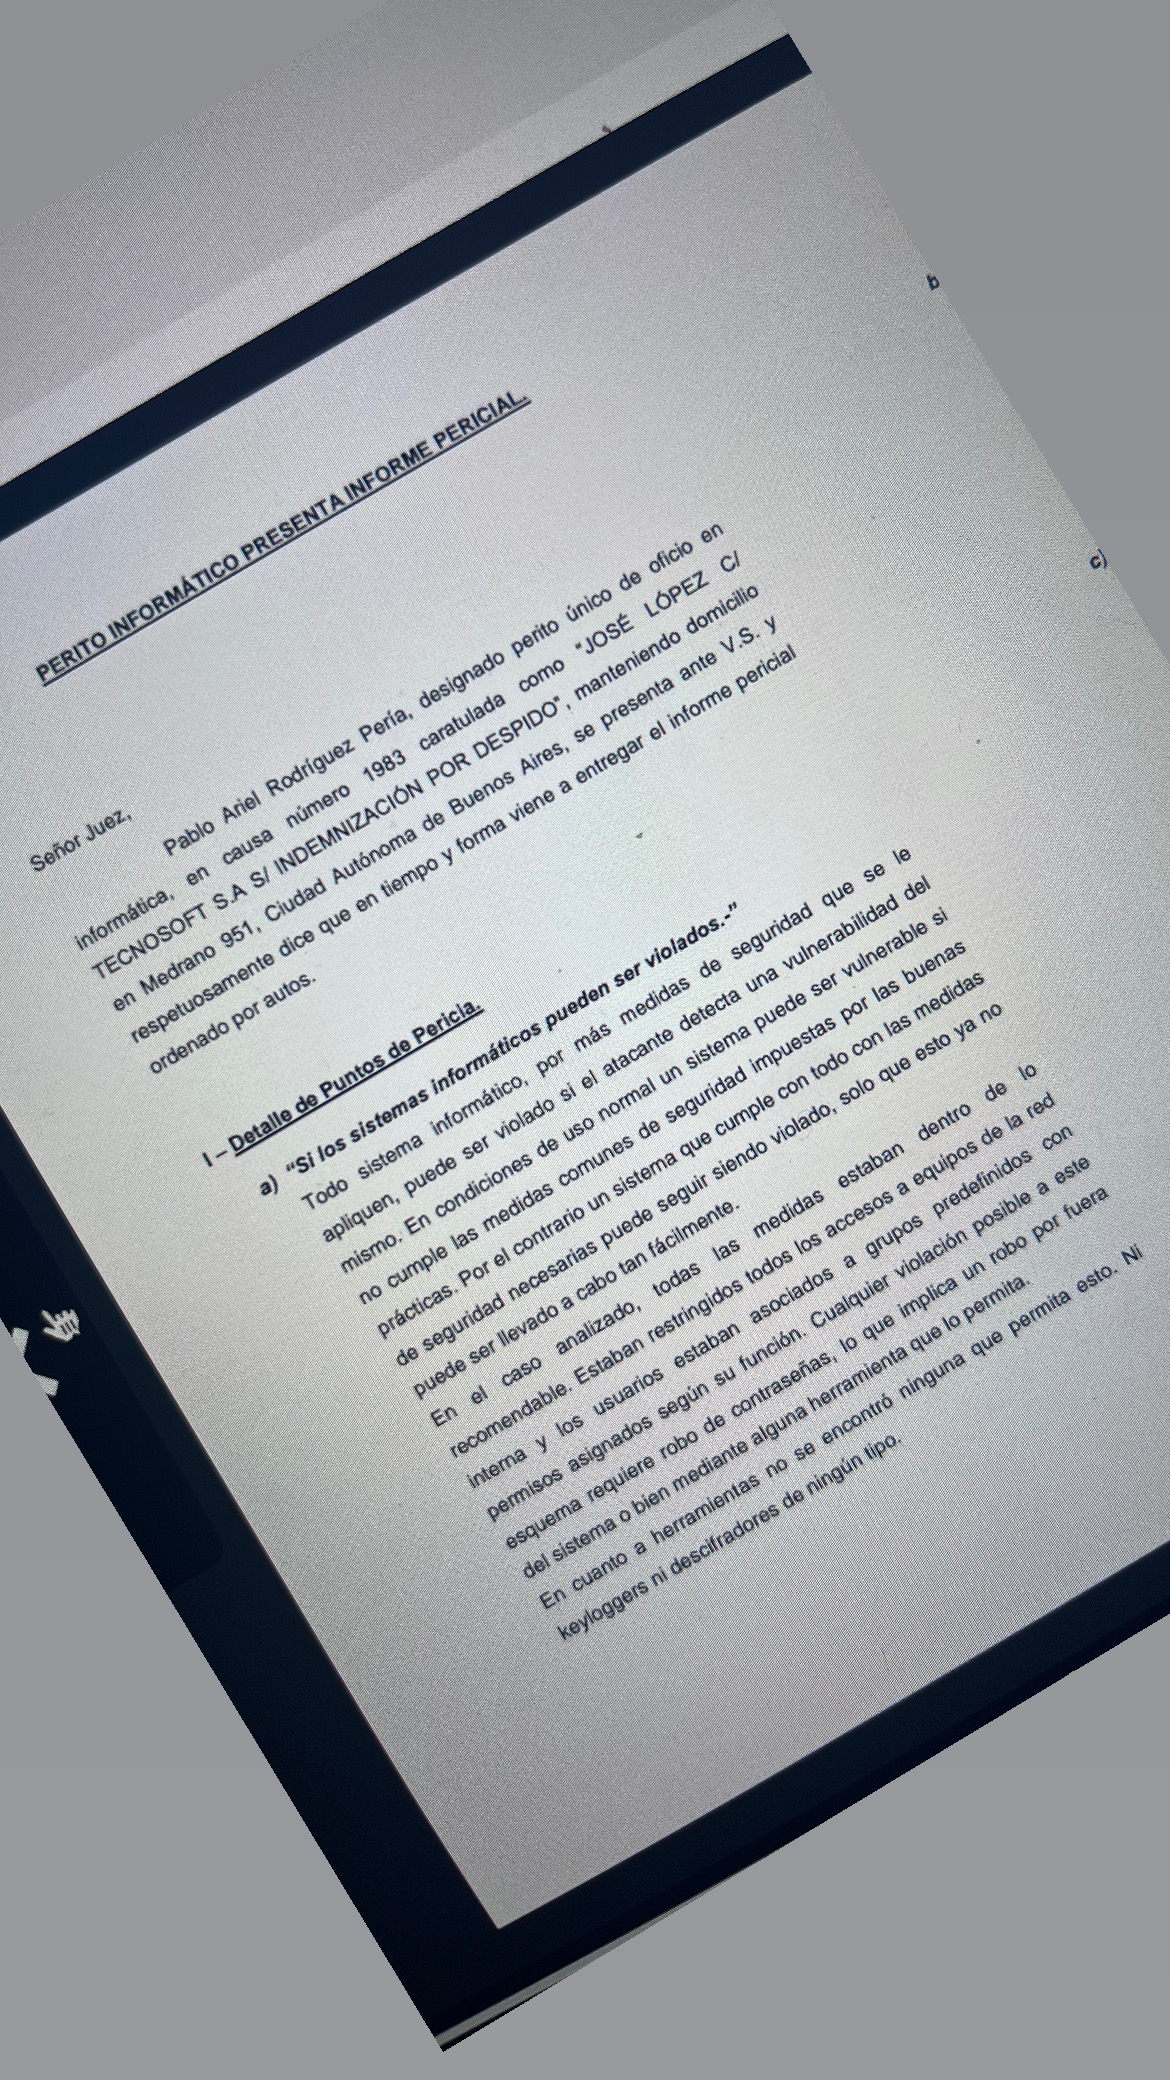 PERITO INFORMÁTICO PRESENTA INFORME PERICIAL.
Señor Juez,
Pablo Ariel Rodríguez Pería, designado perito único de oficio en
informática, en causa número 1983 caratulada como "JOSÉ LÓPEZ C/
TECNOSOFT S.A S/ INDEMNIZACIÓN POR DESPIDO", manteniendo domicilio
en Medrano 951, Ciudad Autónoma de Buenos Aires, se presenta ante V.S. y
respetuosamente dice que en tiempo y forma viene a entregar el informe pericial
ordenado por autos.
I – Detalle de Puntos de Pericia.
a) "Si los sistemas informáticos pueden ser violados.-"
Todo sistema informático, por más medidas de seguridad que se le
apliquen, puede ser violado si el atacante detecta una vulnerabilidad del
mismo. En condiciones de uso normal un sistema puede ser vulnerable si
no cumple las medidas comunes de seguridad impuestas por las buenas
prácticas. Por el contrario un sistema que cumple con todo con las medidas
de seguridad necesarias puede seguir siendo violado, solo que esto ya no
puede ser llevado a cabo tan fácilmente.
En el caso analizado, todas las medidas estaban dentro de lo
recomendable. Estaban restringidos todos los accesos a equipos de la red
interna y los usuarios estaban asociados a grupos predefinidos con
permisos asignados según su función. Cualquier violación posible a este
esquema requiere robo de contraseñas, lo que implica un robo por fuera
del sistema o bien mediante alguna herramienta que lo permita.
En cuanto a herramientas no se encontró ninguna que permita esto. Ni
keyloggers ni descifradores de ningún tipo.
b
c)